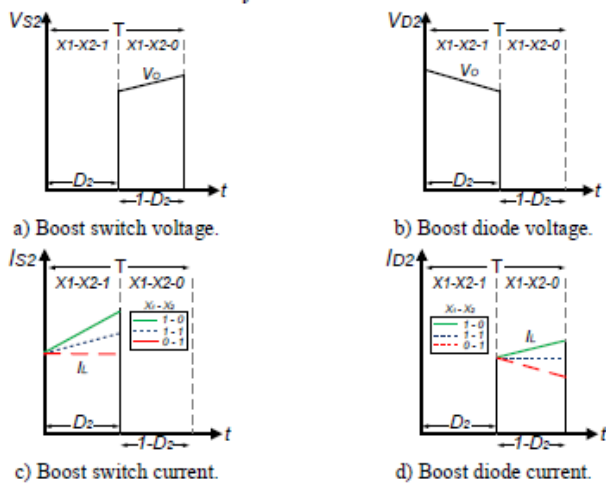 VS2 T
X1-X2-1 X1-X2-0
VO
D2
1-D2 t
a) Boost switch voltage.
VD2 T
X1-X2-1 X1-X2-0
VO
D2
1-D2 t
b) Boost diode voltage.
IS2 T
X1-X2-1 X1-X2-0
X1 - X2
1 - 0
1 - 1
0 - 1
IL
D2
1-D2 t
c) Boost switch current.
ID2 T
X1-X2-1 X1-X2-0
X1 - X2
1 - 0
1 - 1
0 - 1
IL
D2
1-D2 t
d) Boost diode current.